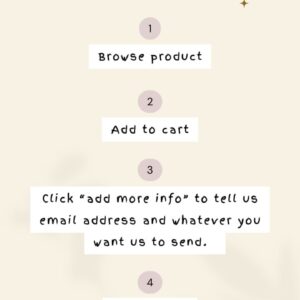 1
Browse product
2
Add to cart
3
Click “add more info” to tell us
email address and whatever you
want us to send.
4